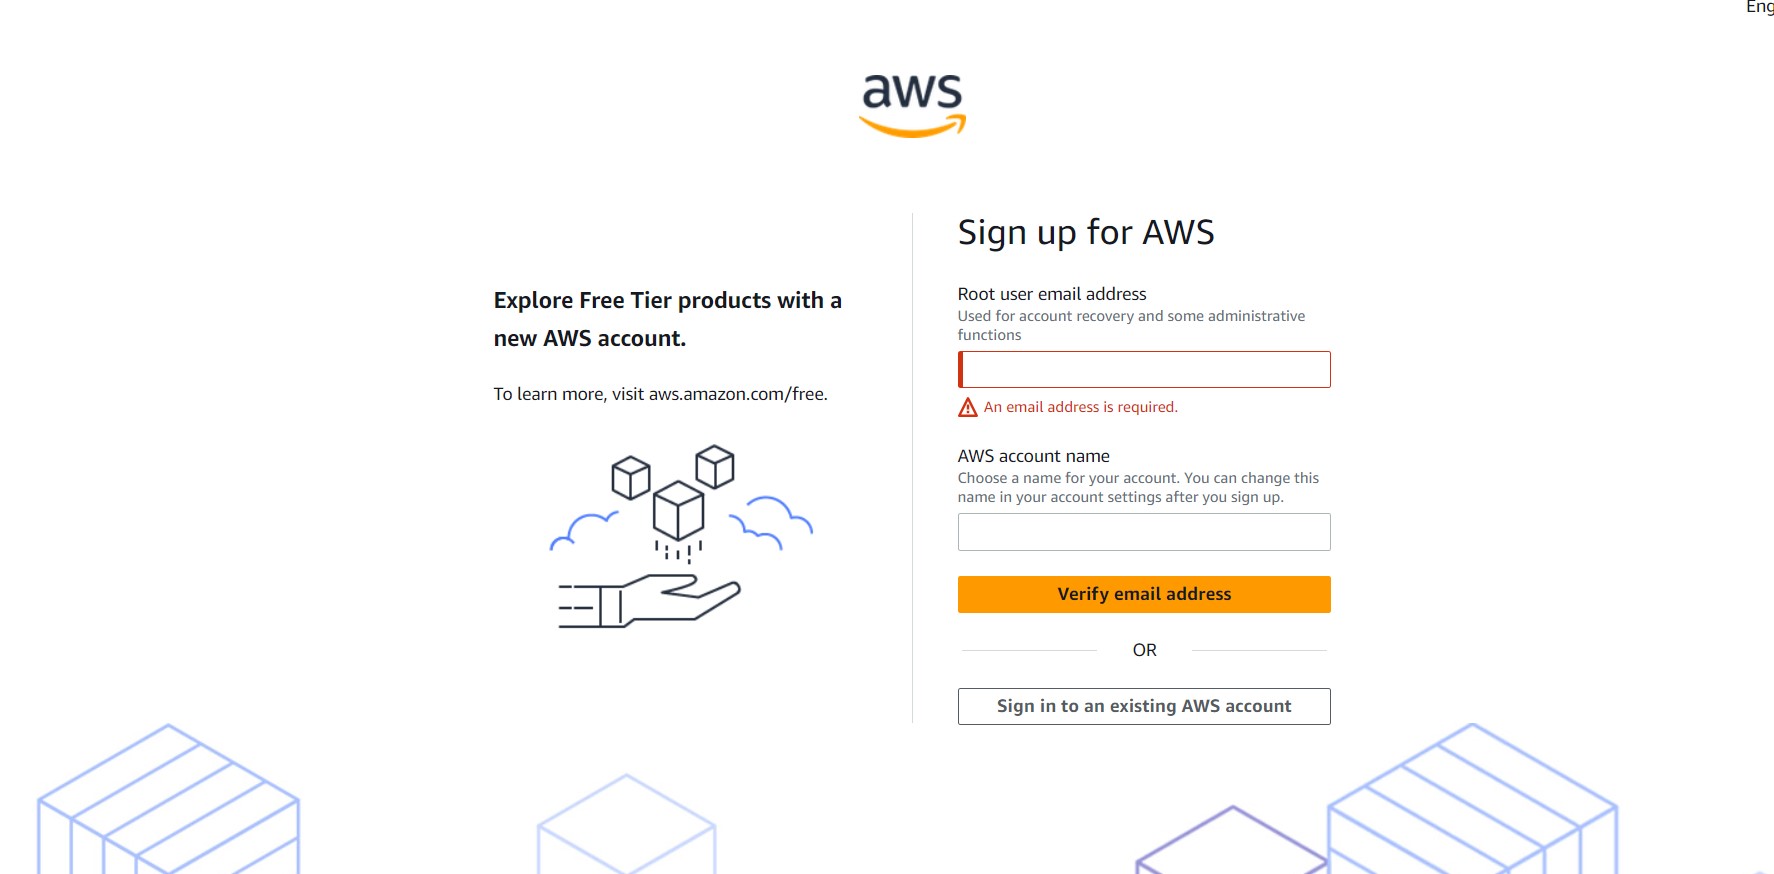 Eng
aws
Explore Free Tier products with a
new AWS account.
To learn more, visit aws.amazon.com/free.
Sign up for AWS
Root user email address
Used for account recovery and some administrative
functions
An email address is required.
AWS account name
Choose a name for your account. You can change this
name in your account settings after you sign up.
Verify email address
OR
Sign in to an existing AWS account